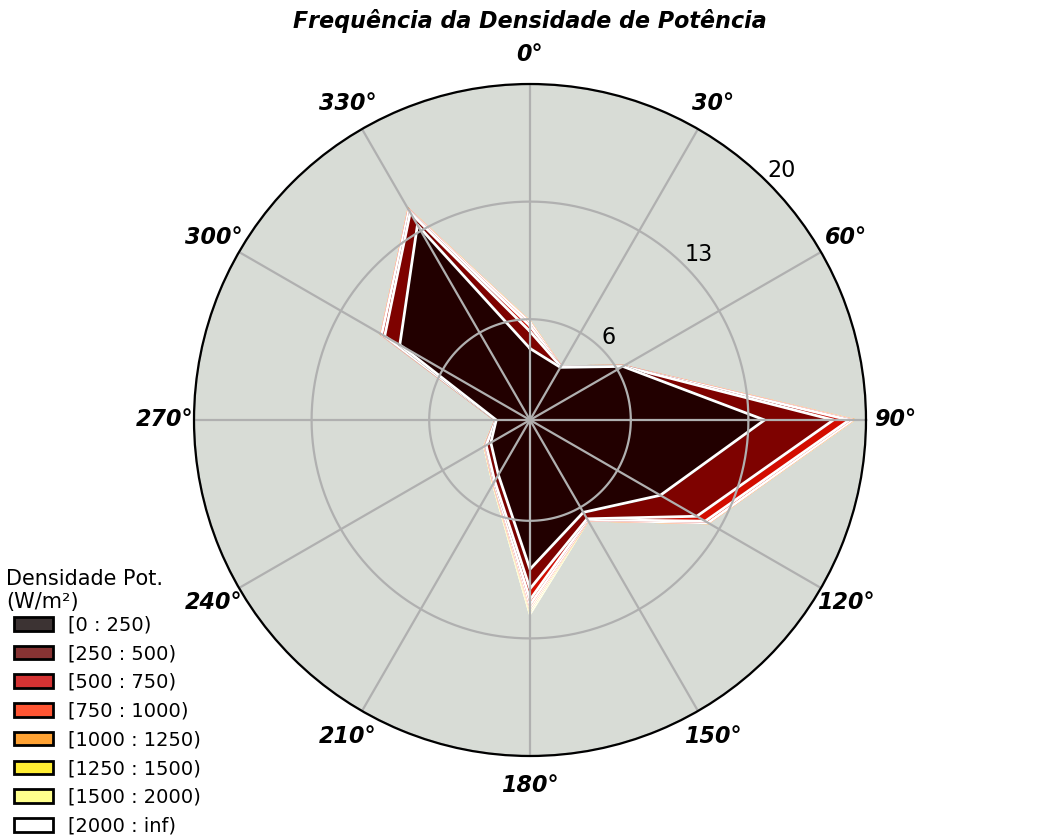 Frequência da Densidade de Potência
0°
330°
30°
20
300°
60°
13
6
270°
90°
240°
120°
210°
150°
180°
Densidade Pot.
(W/m²)
[0 : 250)
[250 : 500)
[500 : 750)
[750 : 1000)
[1000 : 1250)
[1250 : 1500)
[1500 : 2000)
[2000 : inf)